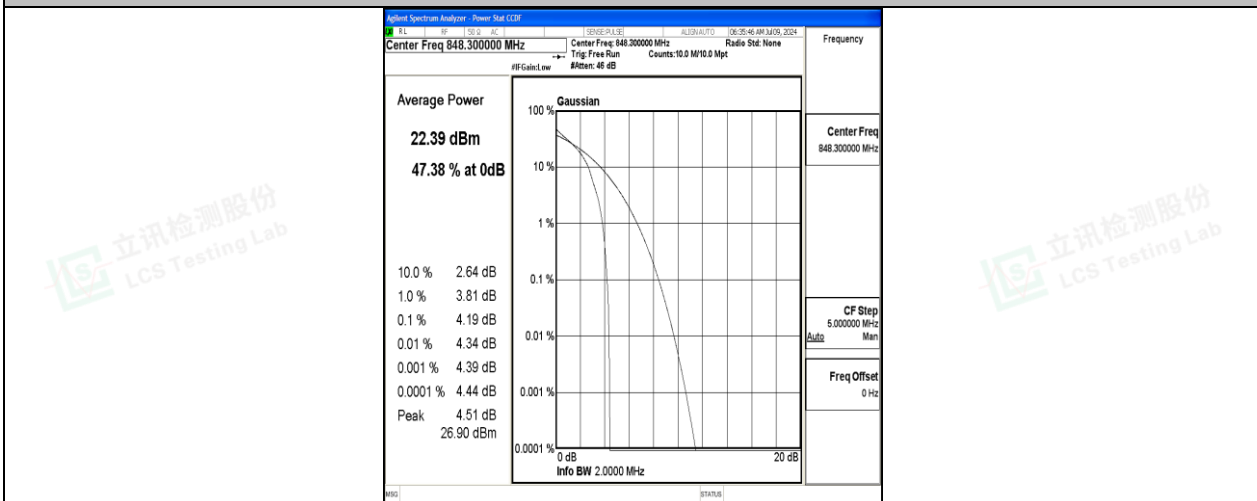 Agilent Spectrum Analyzer - Power Stat CCDF
RL RF 50 Ω AC SENSE:PULSE ALIGNAUTO 06:35:46 AM Jul 09, 2024
Center Freq 848.300000 MHz
Center Freq: 848.300000 MHz Radio Std: None
Trig: Free Run Counts:10.0 M/10.0 Mpt
#IFGain:Low #Atten: 46 dB
Frequency
Average Power
22.39 dBm
47.38 % at 0dB
10.0 % 2.64 dB
1.0 % 3.81 dB
0.1 % 4.19 dB
0.01 % 4.34 dB
0.001 % 4.39 dB
0.0001 % 4.44 dB
Peak 4.51 dB
26.90 dBm
Gaussian
100 %
10 %
1 %
0.1 %
0.01 %
0.001 %
0.0001 %
0 dB 20 dB
Info BW 2.0000 MHz
Center Freq
848.300000 MHz
CF Step
5.000000 MHz
Auto Man
Freq Offset
0 Hz
MSG STATUS
立讯检测股份
LCS Testing Lab
立讯检测股份
LCS Testing Lab